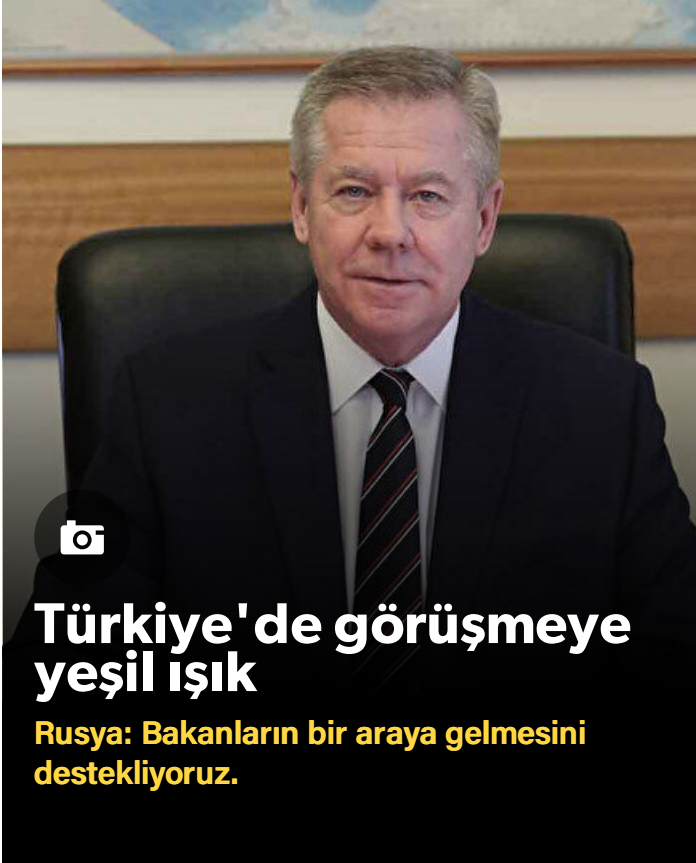 Türkiye'de görüşmeye
yeşil ışık
Rusya: Bakanların bir araya gelmesini
destekliyoruz.